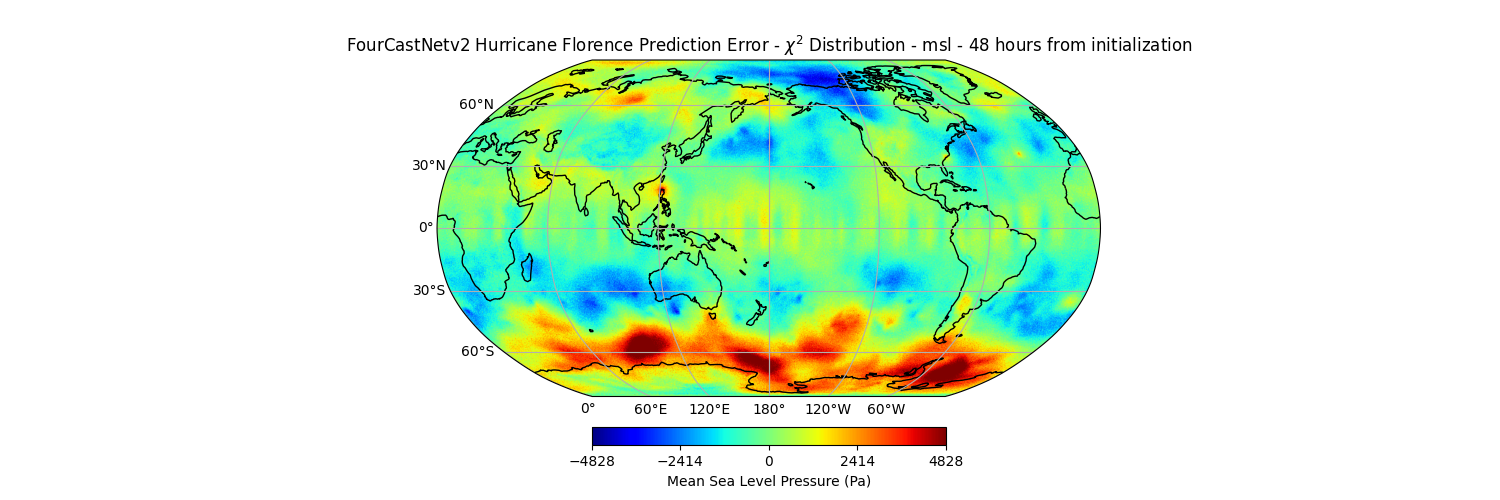 FourCastNetv2 Hurricane Florence Prediction Error - χ² Distribution - msl - 48 hours from initialization
60°N
30°N
0°
30°S
60°S
0° 60°E 120°E 180° 120°W 60°W
−4828 −2414 0 2414 4828
Mean Sea Level Pressure (Pa)